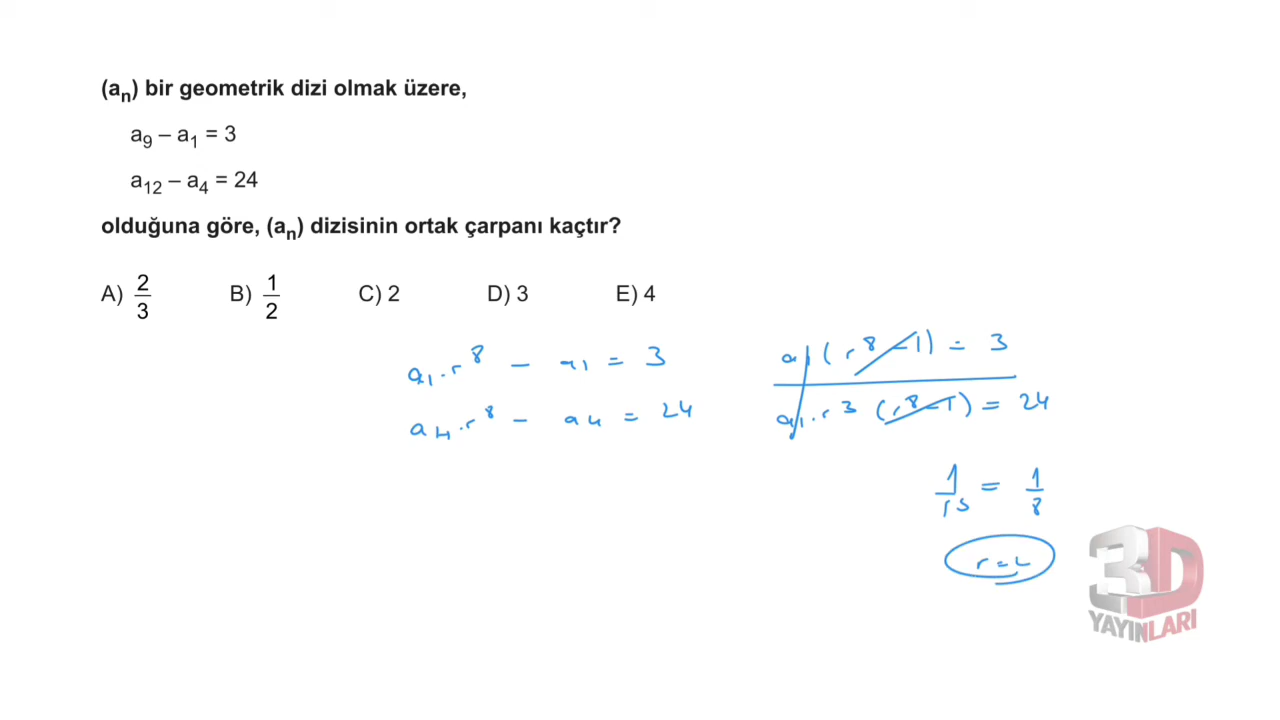 (aₙ) bir geometrik dizi olmak üzere,
a₉ – a₁ = 3
a₁₂ – a₄ = 24
olduğuna göre, (aₙ) dizisinin ortak çarpanı kaçtır?
A) 2/3 B) 1/2 C) 2 D) 3 E) 4
a₁·r⁸ – a₁ = 3
a₄·r⁸ – a₄ = 24
a₁(r⁸–1) = 3
a₁·r³(r⁸–1) = 24
1/r³ = 1/8
r=2
3D
YAYINLARI